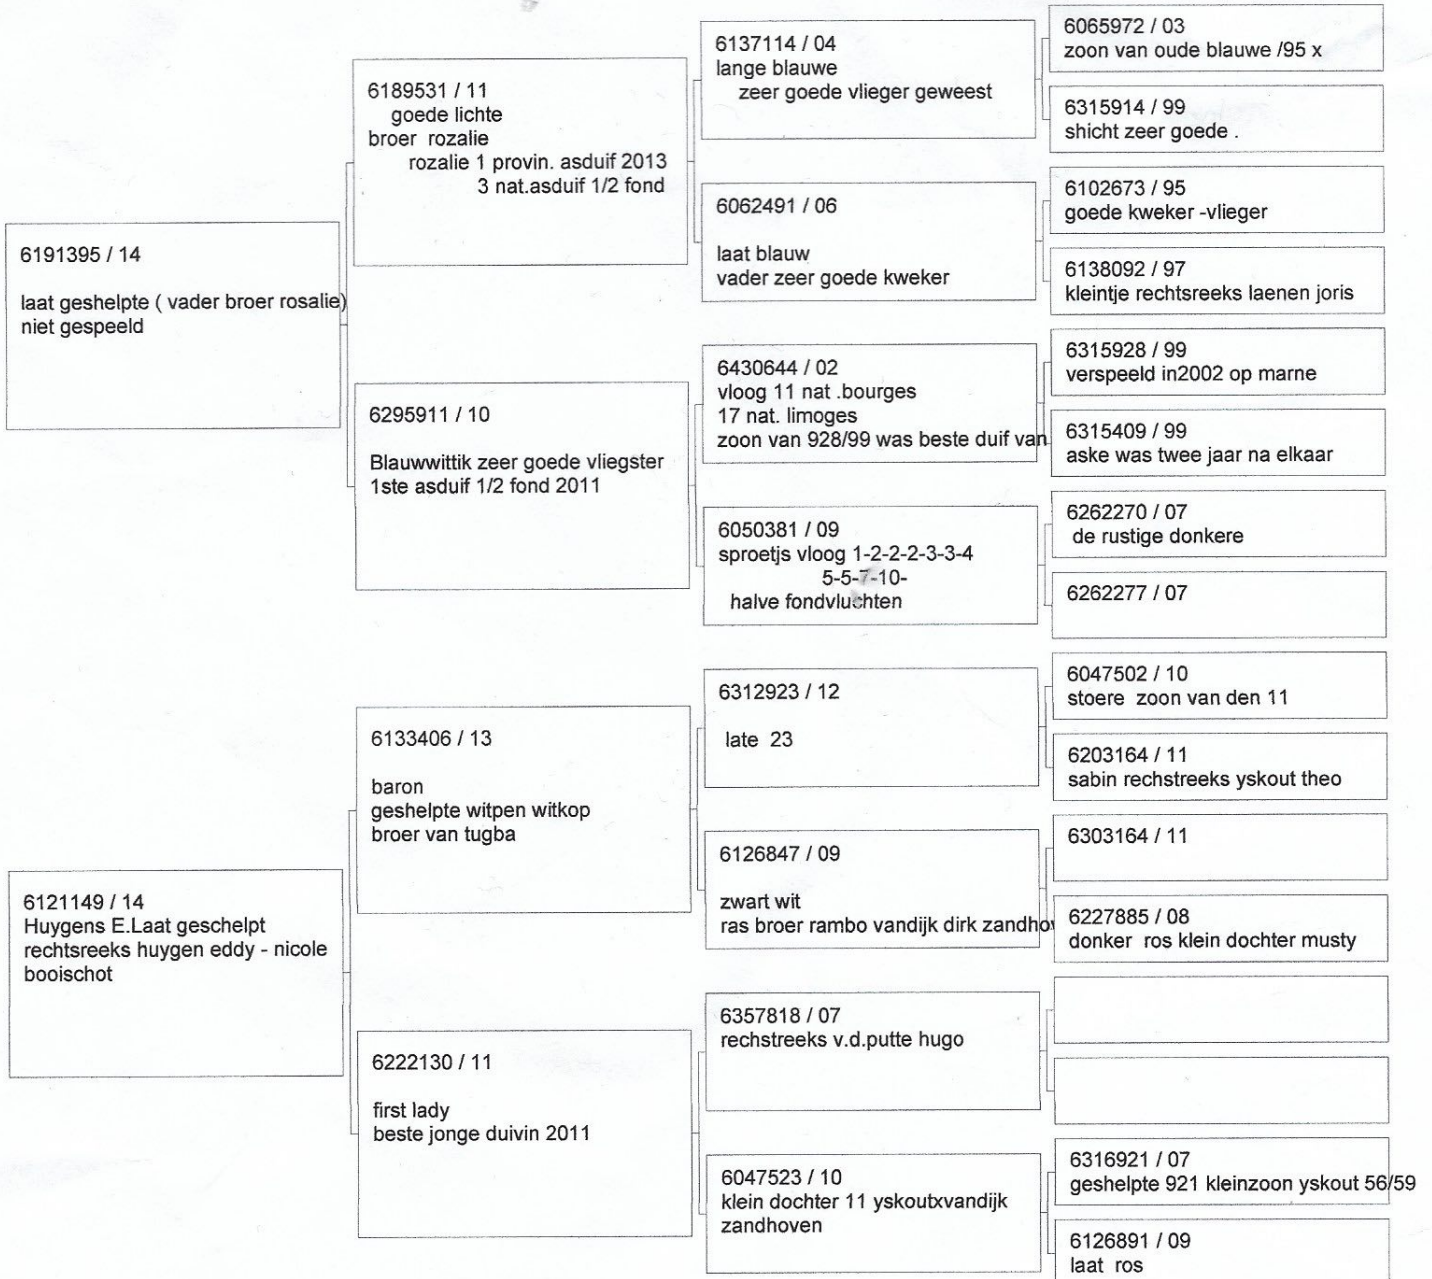 6191395 / 14
laat geshelpte ( vader broer rosalie)
niet gespeeld
6121149 / 14
Huygens E.Laat geschelpt
rechtsreeks huygen eddy - nicole
booischot
6189531 / 11
goede lichte
broer rozalie
rozalie 1 provin. asduif 2013
3 nat.asduif 1/2 fond
6295911 / 10
Blauwwittik zeer goede vliegster
1ste asduif 1/2 fond 2011
6133406 / 13
baron
geshelpte witpen witkop
broer van tugba
6222130 / 11
first lady
beste jonge duivin 2011
6137114 / 04
lange blauwe
zeer goede vlieger geweest
6062491 / 06
laat blauw
vader zeer goede kweker
6430644 / 02
vloog 11 nat .bourges
17 nat. limoges
zoon van 928/99 was beste duif van
6050381 / 09
sproetjs vloog 1-2-2-2-3-3-4
5-5-7-10-
halve fondvluchten
6312923 / 12
late 23
6126847 / 09
zwart wit
ras broer rambo vandijk dirk zandho
6357818 / 07
rechstreeks v.d.putte hugo
6047523 / 10
klein dochter 11 yskoutxvandijk
zandhoven
6065972 / 03
zoon van oude blauwe /95 x
6315914 / 99
shicht zeer goede .
6102673 / 95
goede kweker -vlieger
6138092 / 97
kleintje rechtsreeks laenen joris
6315928 / 99
verspeeld in2002 op marne
6315409 / 99
aske was twee jaar na elkaar
6262270 / 07
de rustige donkere
6262277 / 07
6047502 / 10
stoere zoon van den 11
6203164 / 11
sabin rechstreeks yskout theo
6303164 / 11
6227885 / 08
donker ros klein dochter musty
6316921 / 07
geshelpte 921 kleinzoon yskout 56/59
6126891 / 09
laat ros